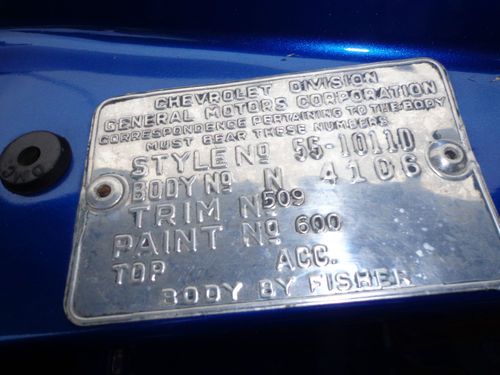 CHEVROLET DIVISION
GENERAL MOTORS CORPORATION
CORRESPONDENCE PERTAINING TO THE BODY
MUST BEAR THESE NUMBERS
STYLE Nº 55-1011D
BODY Nº N 4106
TRIM Nº 509
PAINT Nº 600
TOP ACC.
BODY BY FISHER